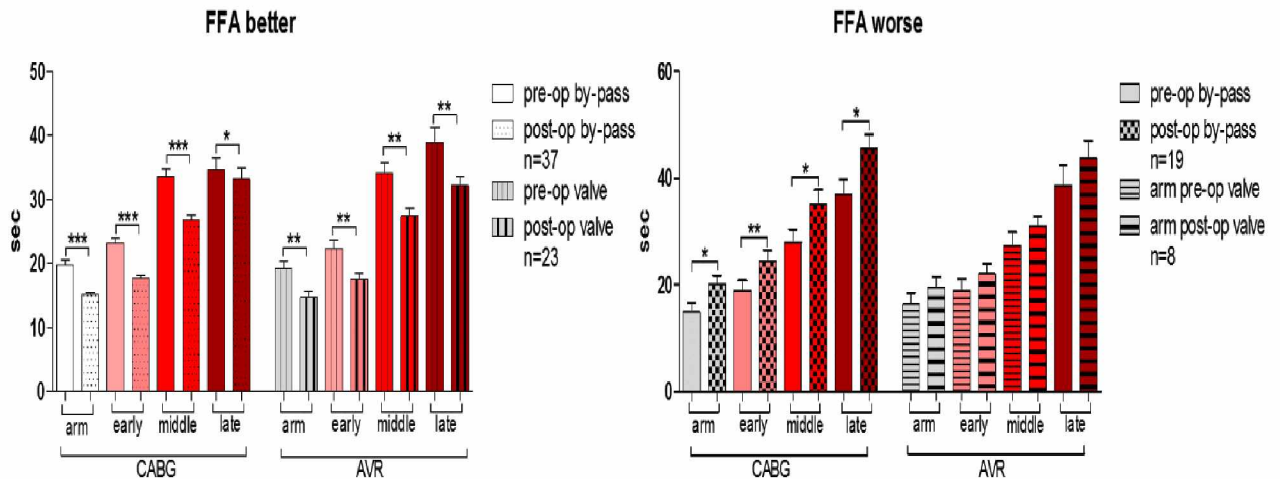 FFA better
50
40
30
20
10
0
sec
***
***
***
*
**
**
**
**
arm
early
middle
late
arm
early
middle
late
CABG
AVR
pre-op by-pass
post-op by-pass
n=37
pre-op valve
post-op valve
n=23
FFA worse
60
40
20
0
sec
*
**
*
*
arm
early
middle
late
arm
early
middle
late
CABG
AVR
pre-op by-pass
post-op by-pass
n=19
arm pre-op valve
arm post-op valve
n=8